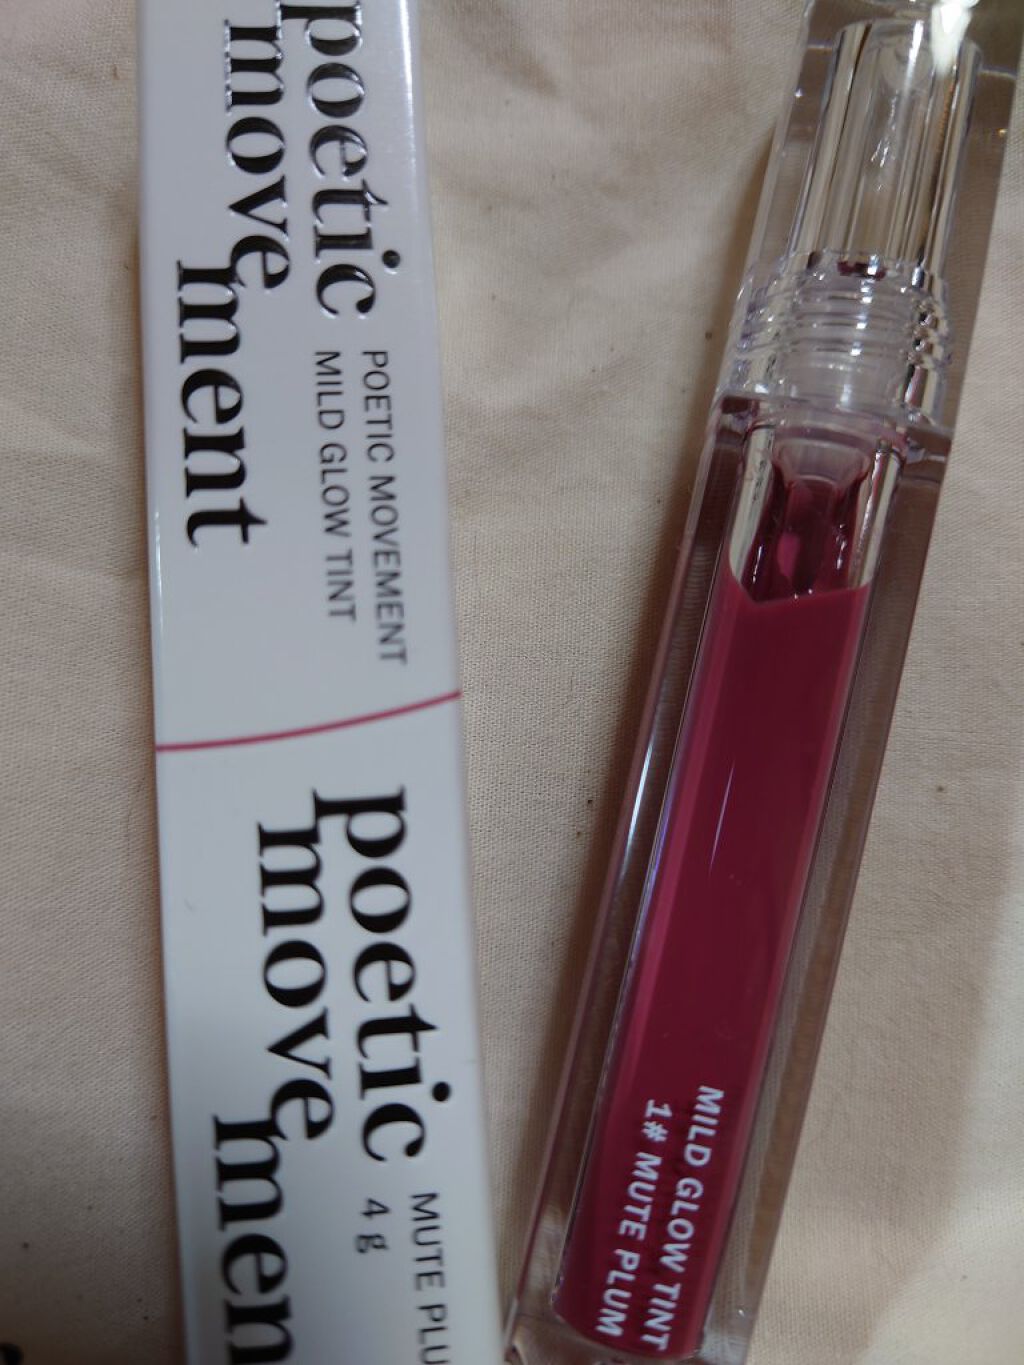 poetic
move
ment
POETIC MOVEMENT
MILD GLOW TINT
poetic
move
men
MUTE PLU
4 g
MILD GLOW TINT
1# MUTE PLUM